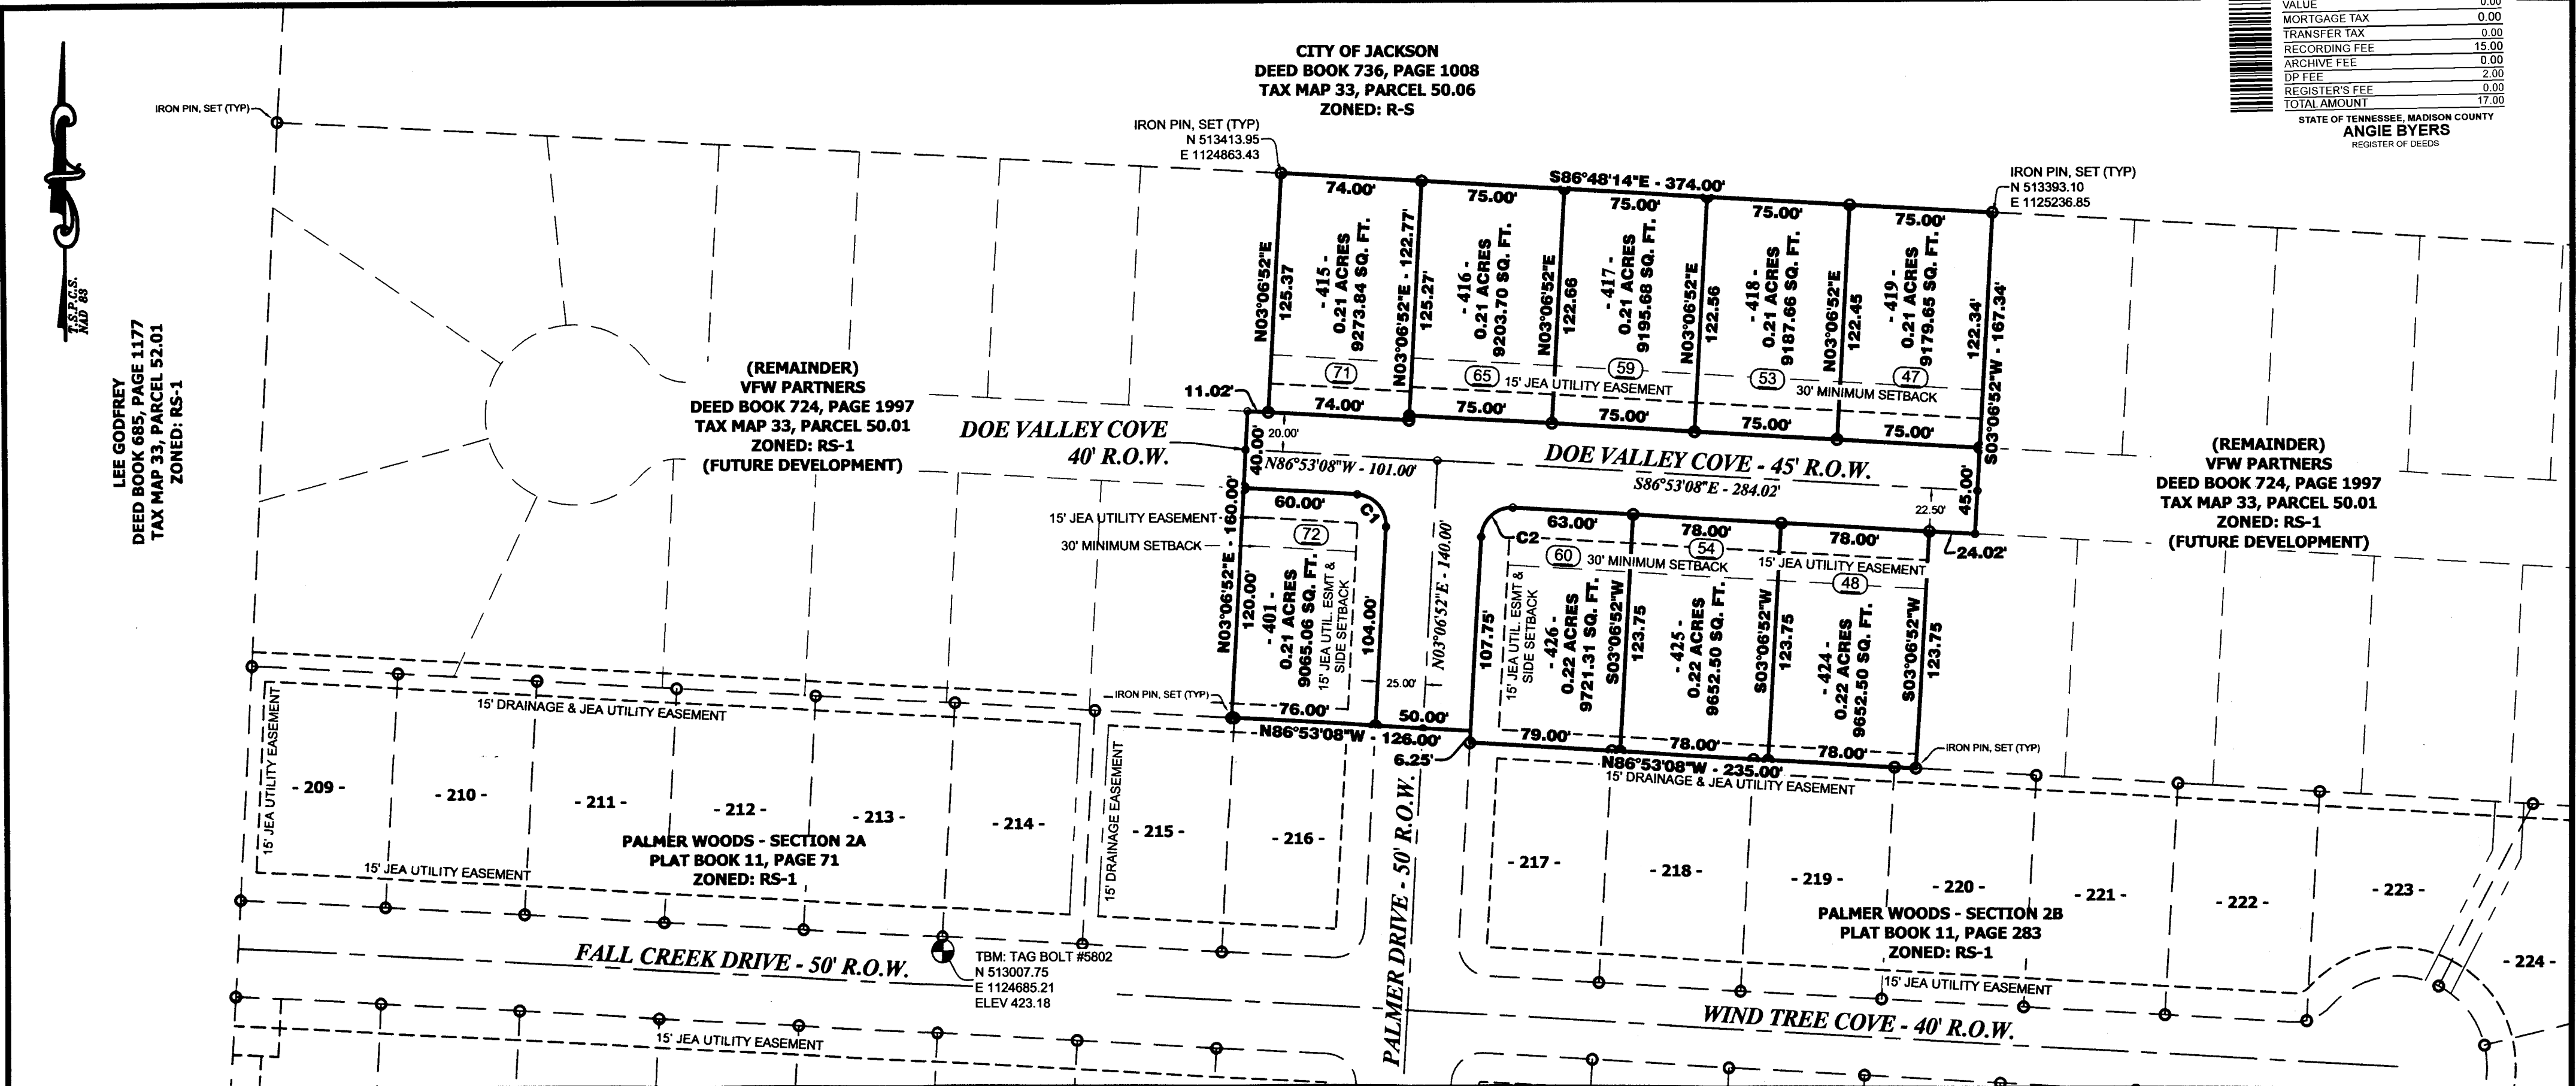 VALUE 0.00
MORTGAGE TAX 0.00
TRANSFER TAX 0.00
RECORDING FEE 15.00
ARCHIVE FEE 0.00
DP FEE 2.00
REGISTER'S FEE 0.00
TOTAL AMOUNT 17.00
STATE OF TENNESSEE, MADISON COUNTY
ANGIE BYERS
REGISTER OF DEEDS
CITY OF JACKSON
DEED BOOK 736, PAGE 1008
TAX MAP 33, PARCEL 50.06
ZONED: R-S
T.S.P.C.S.
NAD 83
IRON PIN, SET (TYP)
LEE GODFREY
DEED BOOK 685, PAGE 1177
TAX MAP 33, PARCEL 52.01
ZONED: RS-1
IRON PIN, SET (TYP)
N 513413.95
E 1124863.43
IRON PIN, SET (TYP)
N 513393.10
E 1125236.85
S86°48'14"E - 374.00'
74.00'
75.00'
75.00'
75.00'
75.00'
N03°06'52"E
125.37
- 415 -
0.21 ACRES
9273.84 SQ. FT.
N03°06'52"E - 122.77'
125.27'
- 416 -
0.21 ACRES
9203.70 SQ. FT.
N03°06'52"E
122.66
- 417 -
0.21 ACRES
9195.68 SQ. FT.
N03°06'52"E
122.56
- 418 -
0.21 ACRES
9187.66 SQ. FT.
N03°06'52"E
122.45
- 419 -
0.21 ACRES
9179.65 SQ. FT.
122.34'
S03°06'52"W - 167.34'
71
65
59
53
47
15' JEA UTILITY EASEMENT
30' MINIMUM SETBACK
11.02'
74.00'
75.00'
75.00'
75.00'
75.00'
(REMAINDER)
VFW PARTNERS
DEED BOOK 724, PAGE 1997
TAX MAP 33, PARCEL 50.01
ZONED: RS-1
(FUTURE DEVELOPMENT)
DOE VALLEY COVE
40' R.O.W.
40.00'
20.00'
N86°53'08"W - 101.00'
DOE VALLEY COVE - 45' R.O.W.
S86°53'08"E - 284.02'
22.50'
45.00'
24.02'
(REMAINDER)
VFW PARTNERS
DEED BOOK 724, PAGE 1997
TAX MAP 33, PARCEL 50.01
ZONED: RS-1
(FUTURE DEVELOPMENT)
60.00'
C1
15' JEA UTILITY EASEMENT
30' MINIMUM SETBACK
72
N03°06'52"E - 160.00'
120.00'
- 401 -
0.21 ACRES
9065.06 SQ. FT.
15' JEA UTIL. ESMT &
SIDE SETBACK
104.00'
25.00'
N03°06'52"E - 140.00'
63.00'
78.00'
78.00'
C2
60
54
48
30' MINIMUM SETBACK
15' JEA UTILITY EASEMENT
107.75'
15' JEA UTIL. ESMT &
SIDE SETBACK
- 426 -
0.22 ACRES
9721.31 SQ. FT.
S03°06'52"W
123.75
- 425 -
0.22 ACRES
9652.50 SQ. FT.
S03°06'52"W
123.75
- 424 -
0.22 ACRES
9652.50 SQ. FT.
S03°06'52"W
123.75
IRON PIN, SET (TYP)
76.00'
50.00'
N86°53'08"W - 126.00'
6.25'
79.00'
78.00'
78.00'
IRON PIN, SET (TYP)
N86°53'08"W - 235.00'
15' DRAINAGE & JEA UTILITY EASEMENT
15' DRAINAGE & JEA UTILITY EASEMENT
15' JEA UTILITY EASEMENT
- 209 -
- 210 -
- 211 -
- 212 -
- 213 -
- 214 -
15' DRAINAGE EASEMENT
- 215 -
- 216 -
PALMER WOODS - SECTION 2A
PLAT BOOK 11, PAGE 71
ZONED: RS-1
15' JEA UTILITY EASEMENT
PALMER DRIVE - 50' R.O.W.
- 217 -
- 218 -
- 219 -
- 220 -
- 221 -
- 222 -
- 223 -
- 224 -
PALMER WOODS - SECTION 2B
PLAT BOOK 11, PAGE 283
ZONED: RS-1
15' JEA UTILITY EASEMENT
FALL CREEK DRIVE - 50' R.O.W.
TBM: TAG BOLT #5802
N 513007.75
E 1124685.21
ELEV 423.18
WIND TREE COVE - 40' R.O.W.
15' JEA UTILITY EASEMENT